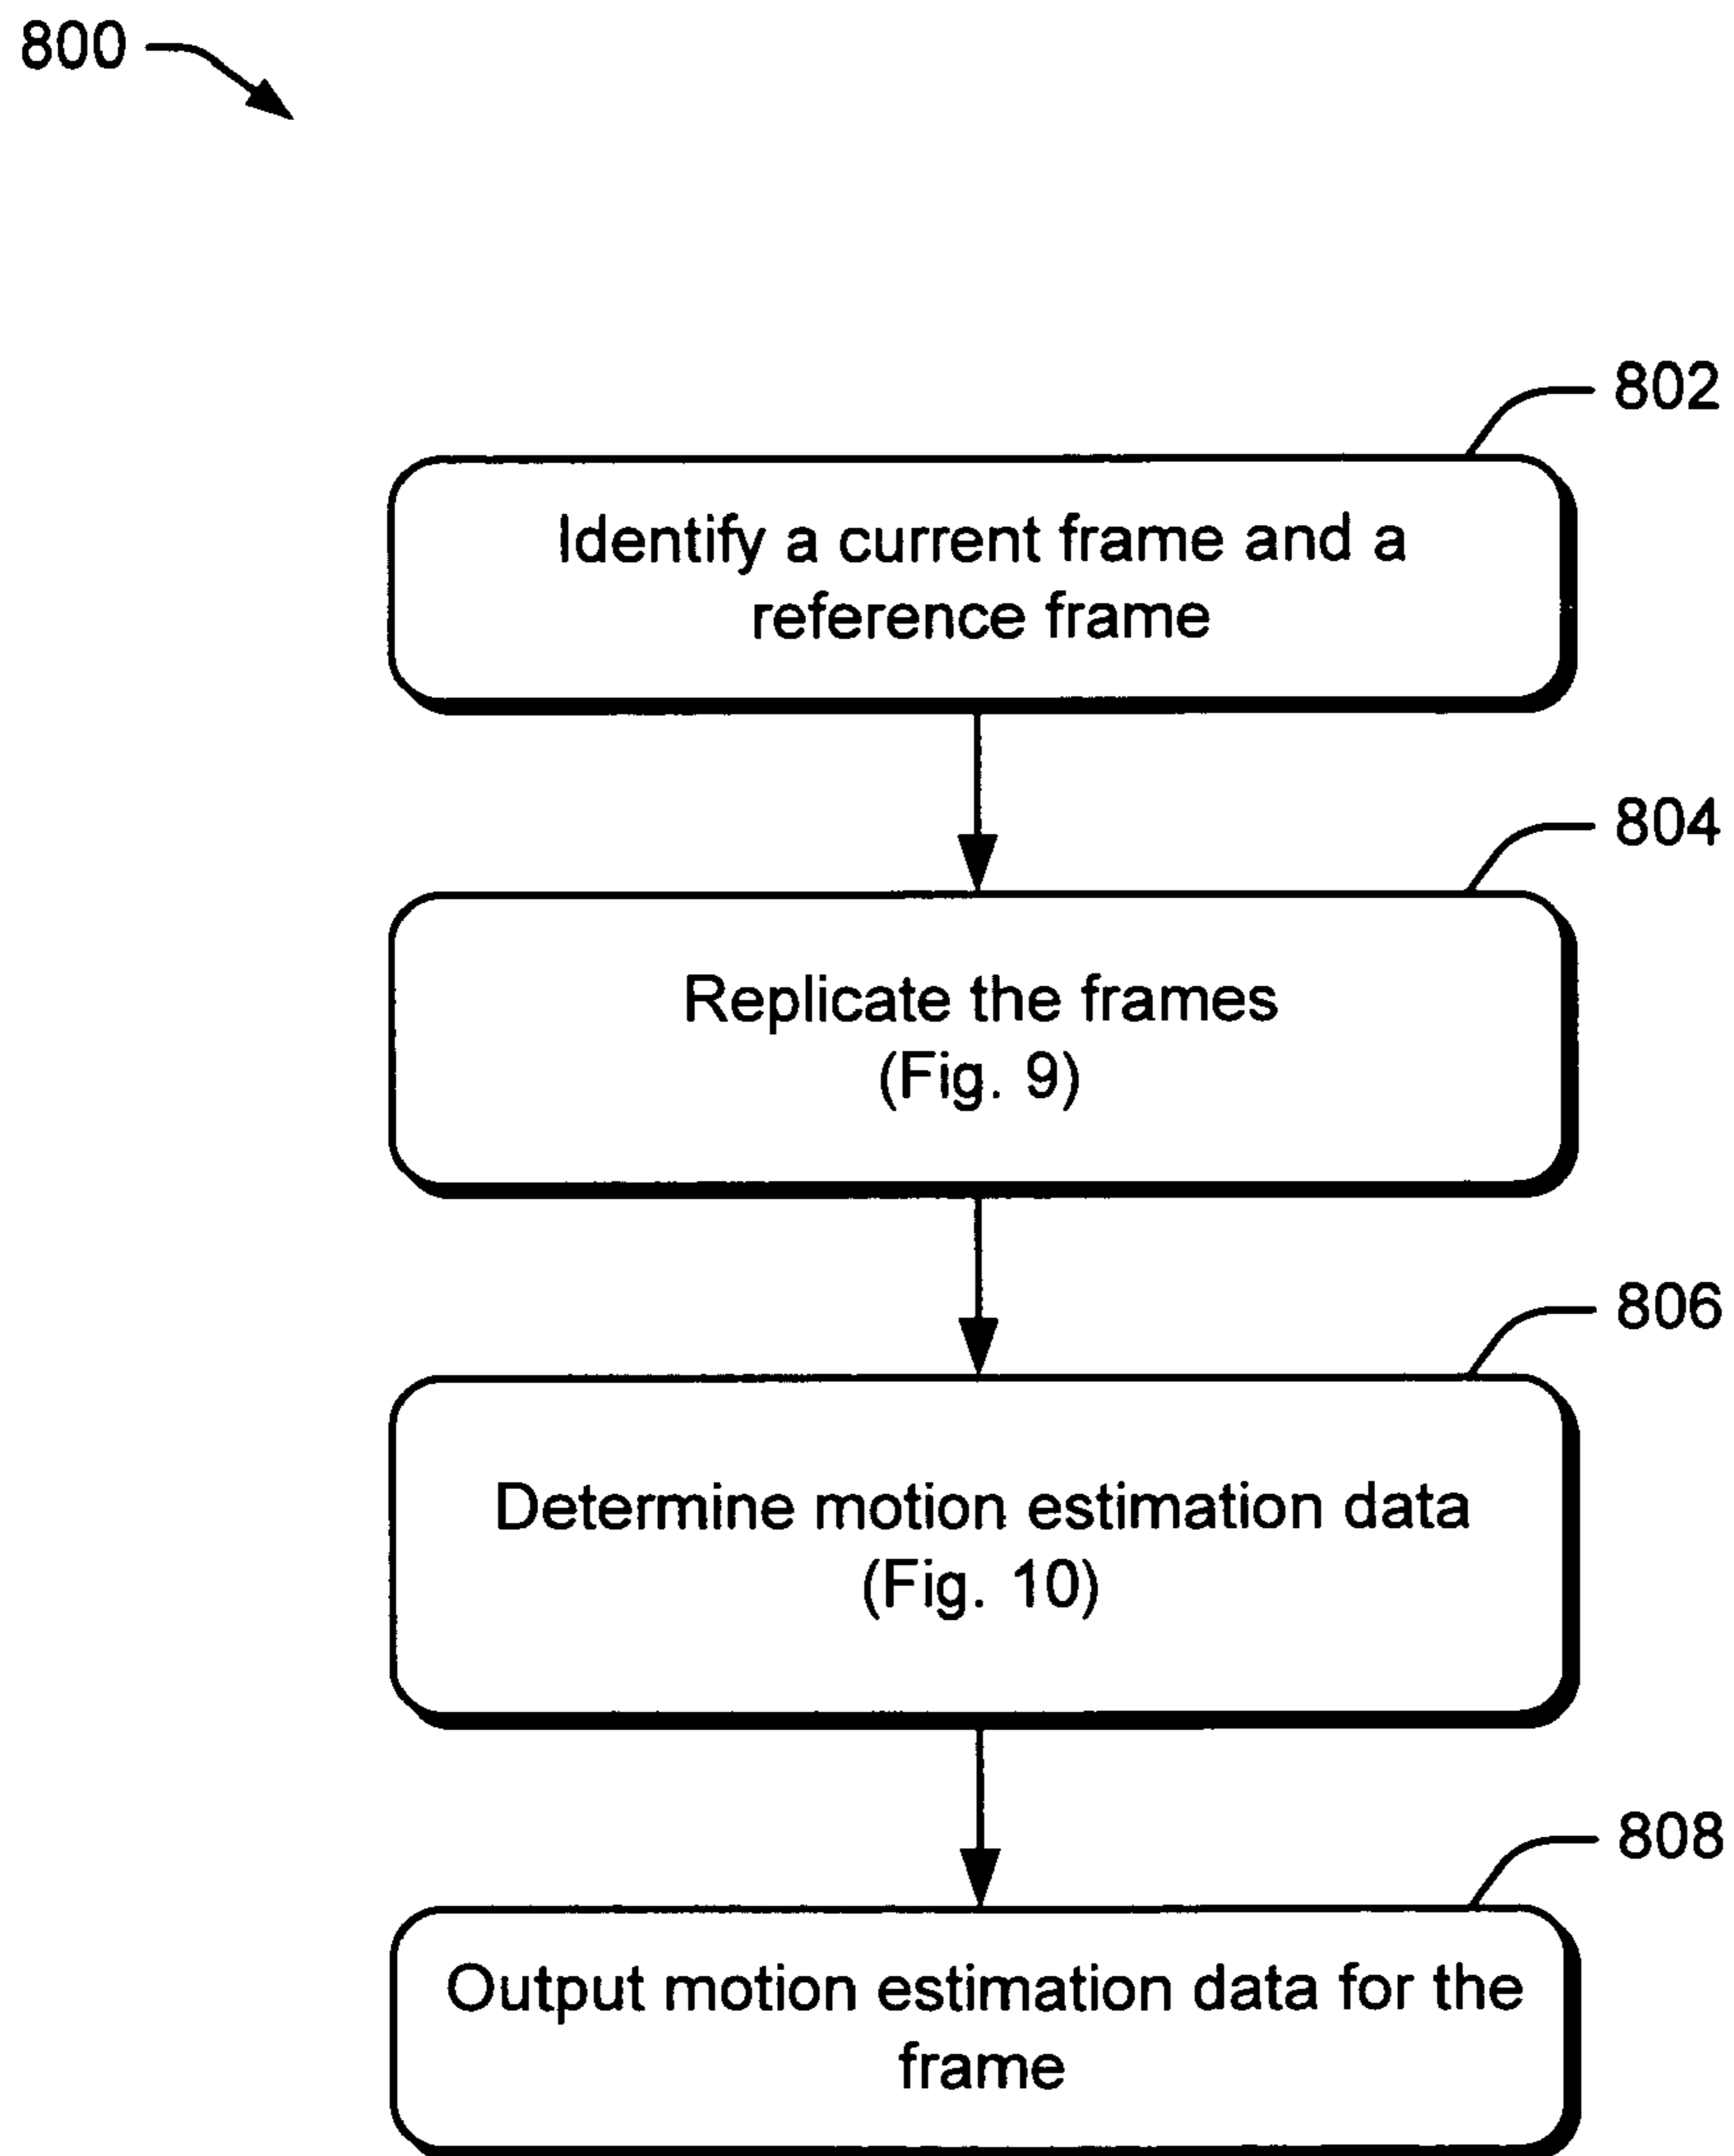 800
802
Identify a current frame and a
reference frame
804
Replicate the frames
(Fig. 9)
806
Determine motion estimation data
(Fig. 10)
808
Output motion estimation data for the
frame